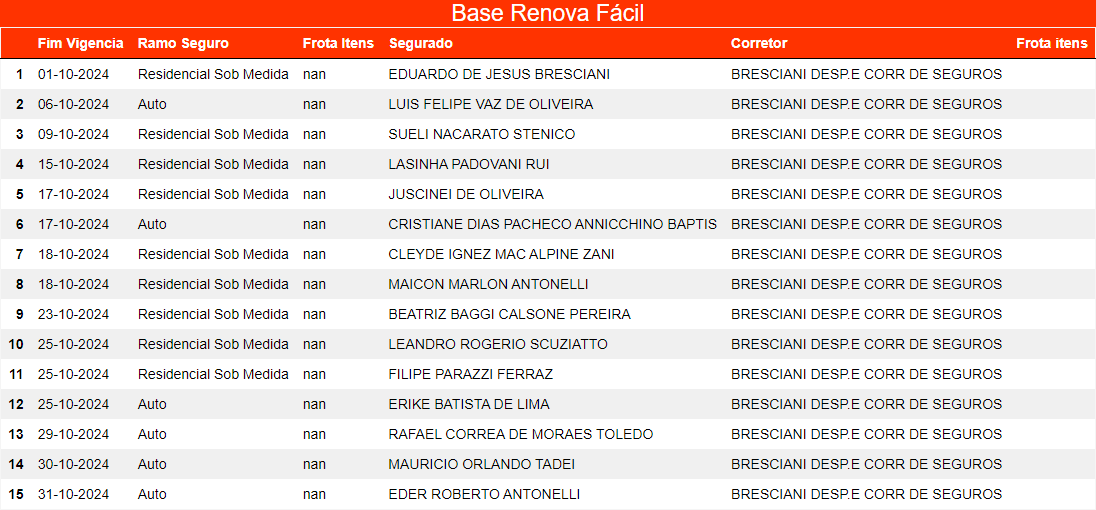 Base Renova Fácil
Fim Vigencia Ramo Seguro Frota Itens Segurado Corretor Frota itens
1 01-10-2024 Residencial Sob Medida nan EDUARDO DE JESUS BRESCIANI BRESCIANI DESP.E CORR DE SEGUROS
2 06-10-2024 Auto nan LUIS FELIPE VAZ DE OLIVEIRA BRESCIANI DESP.E CORR DE SEGUROS
3 09-10-2024 Residencial Sob Medida nan SUELI NACARATO STENICO BRESCIANI DESP.E CORR DE SEGUROS
4 15-10-2024 Residencial Sob Medida nan LASINHA PADOVANI RUI BRESCIANI DESP.E CORR DE SEGUROS
5 17-10-2024 Residencial Sob Medida nan JUSCINEI DE OLIVEIRA BRESCIANI DESP.E CORR DE SEGUROS
6 17-10-2024 Auto nan CRISTIANE DIAS PACHECO ANNICCHINO BAPTIS BRESCIANI DESP.E CORR DE SEGUROS
7 18-10-2024 Residencial Sob Medida nan CLEYDE IGNEZ MAC ALPINE ZANI BRESCIANI DESP.E CORR DE SEGUROS
8 18-10-2024 Residencial Sob Medida nan MAICON MARLON ANTONELLI BRESCIANI DESP.E CORR DE SEGUROS
9 23-10-2024 Residencial Sob Medida nan BEATRIZ BAGGI CALSONE PEREIRA BRESCIANI DESP.E CORR DE SEGUROS
10 25-10-2024 Residencial Sob Medida nan LEANDRO ROGERIO SCUZIATTO BRESCIANI DESP.E CORR DE SEGUROS
11 25-10-2024 Residencial Sob Medida nan FILIPE PARAZZI FERRAZ BRESCIANI DESP.E CORR DE SEGUROS
12 25-10-2024 Auto nan ERIKE BATISTA DE LIMA BRESCIANI DESP.E CORR DE SEGUROS
13 29-10-2024 Auto nan RAFAEL CORREA DE MORAES TOLEDO BRESCIANI DESP.E CORR DE SEGUROS
14 30-10-2024 Auto nan MAURICIO ORLANDO TADEI BRESCIANI DESP.E CORR DE SEGUROS
15 31-10-2024 Auto nan EDER ROBERTO ANTONELLI BRESCIANI DESP.E CORR DE SEGUROS